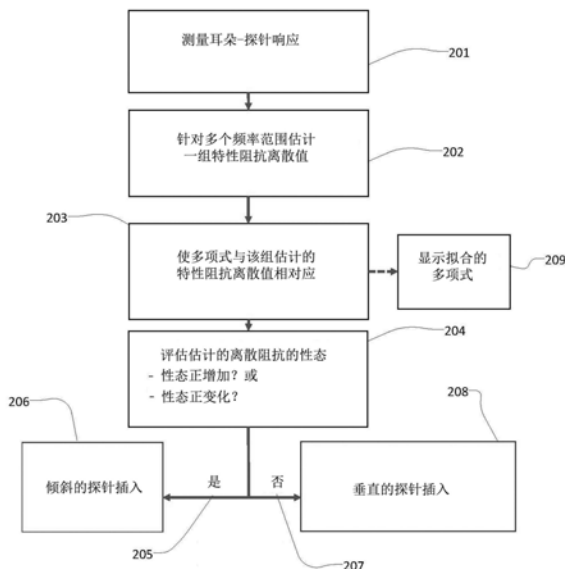 测量耳朵-探针响应
201
针对多个频率范围估计
一组特性阻抗离散值
202
203
使多项式与该组估计的
特性阻抗离散值相对应
显示拟合的
多项式
209
204
评估估计的离散阻抗的性态
- 性态正增加？或
- 性态正变化？
206
208
倾斜的探针插入
是
否
垂直的探针插入
205
207